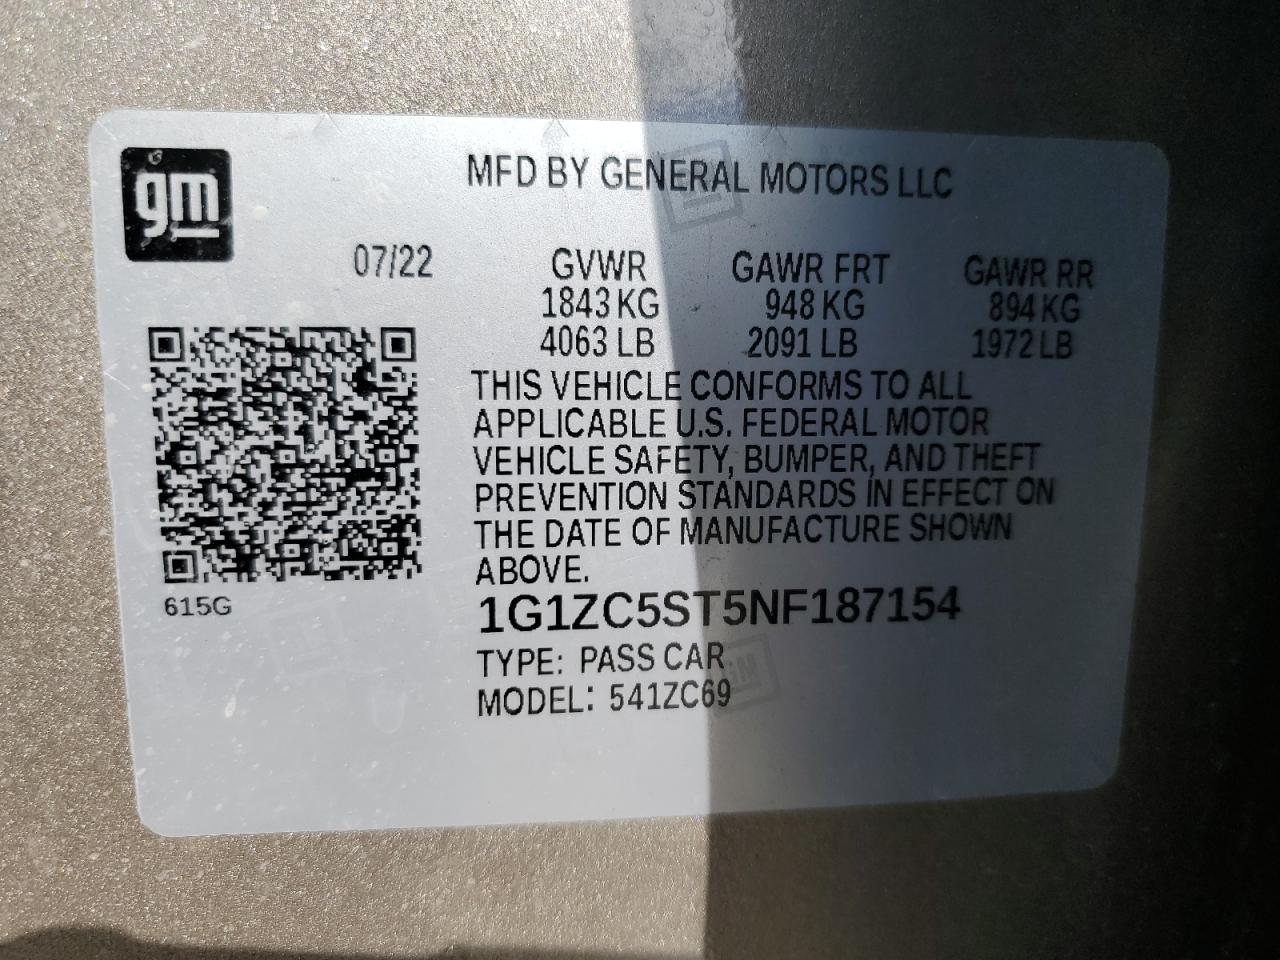 gm
MFD BY GENERAL MOTORS LLC
07/22
GVWR GAWR FRT GAWR RR
1843 KG 948 KG 894 KG
4063 LB 2091 LB 1972 LB
THIS VEHICLE CONFORMS TO ALL
APPLICABLE U.S. FEDERAL MOTOR
VEHICLE SAFETY, BUMPER, AND THEFT
PREVENTION STANDARDS IN EFFECT ON
THE DATE OF MANUFACTURE SHOWN
ABOVE.
615G
1G1ZC5ST5NF187154
TYPE: PASS CAR
MODEL: 541ZC69